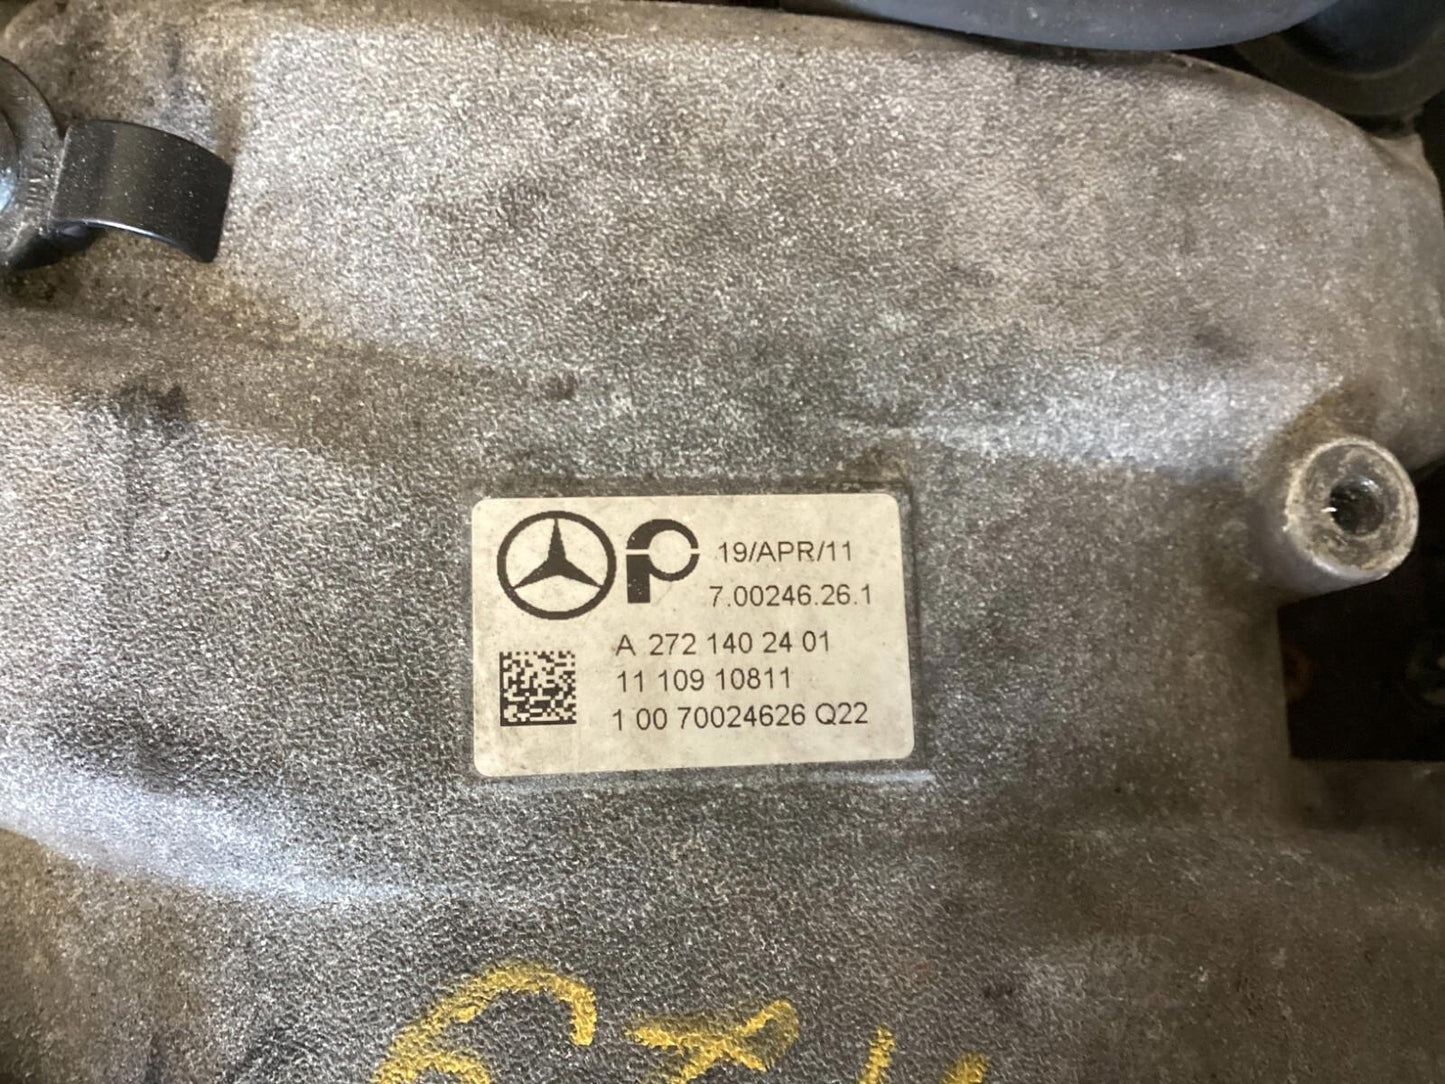 19/APR/11
7.00246.26.1
A 272 140 24 01
11 109 10811
1 00 70024626 Q22